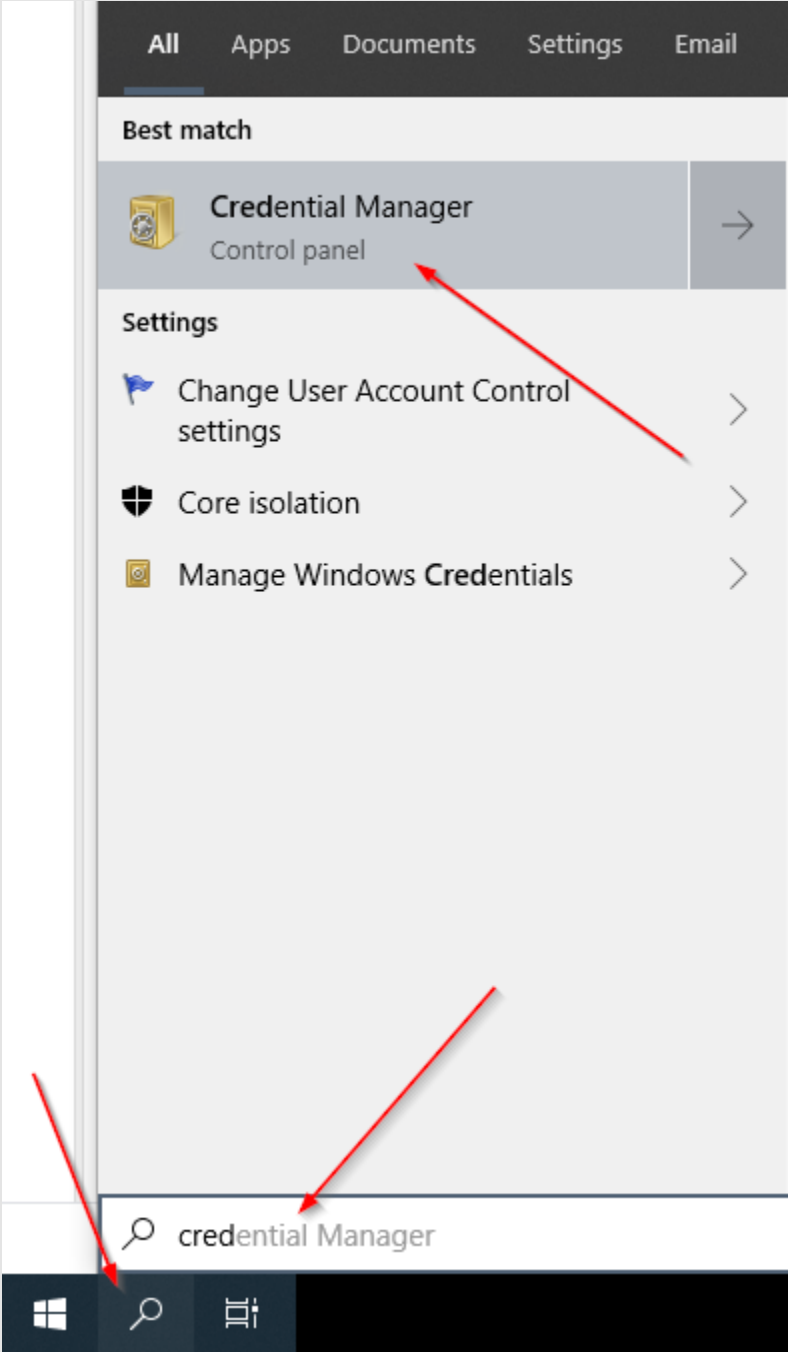 All Apps Documents Settings Email
Best match
Credential Manager
Control panel
Settings
Change User Account Control
settings
Core isolation
Manage Windows Credentials
credential Manager